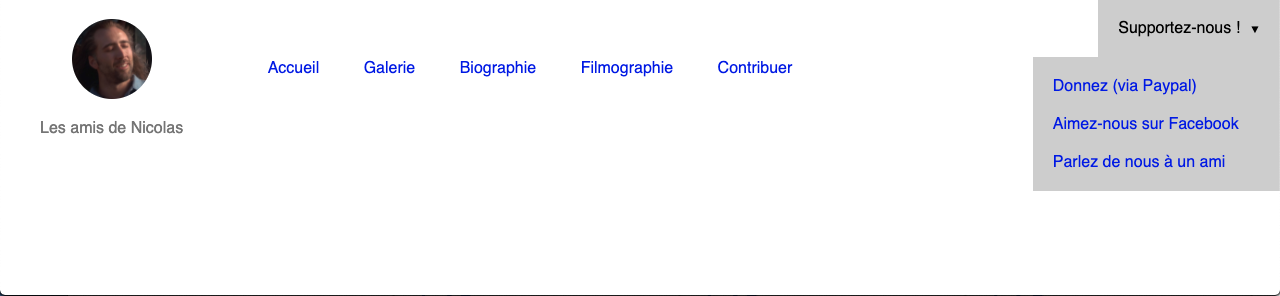 Supportez-nous ! ▼
Accueil Galerie Biographie Filmographie Contribuer
Donnez (via Paypal)
Aimez-nous sur Facebook
Les amis de Nicolas
Parlez de nous à un ami